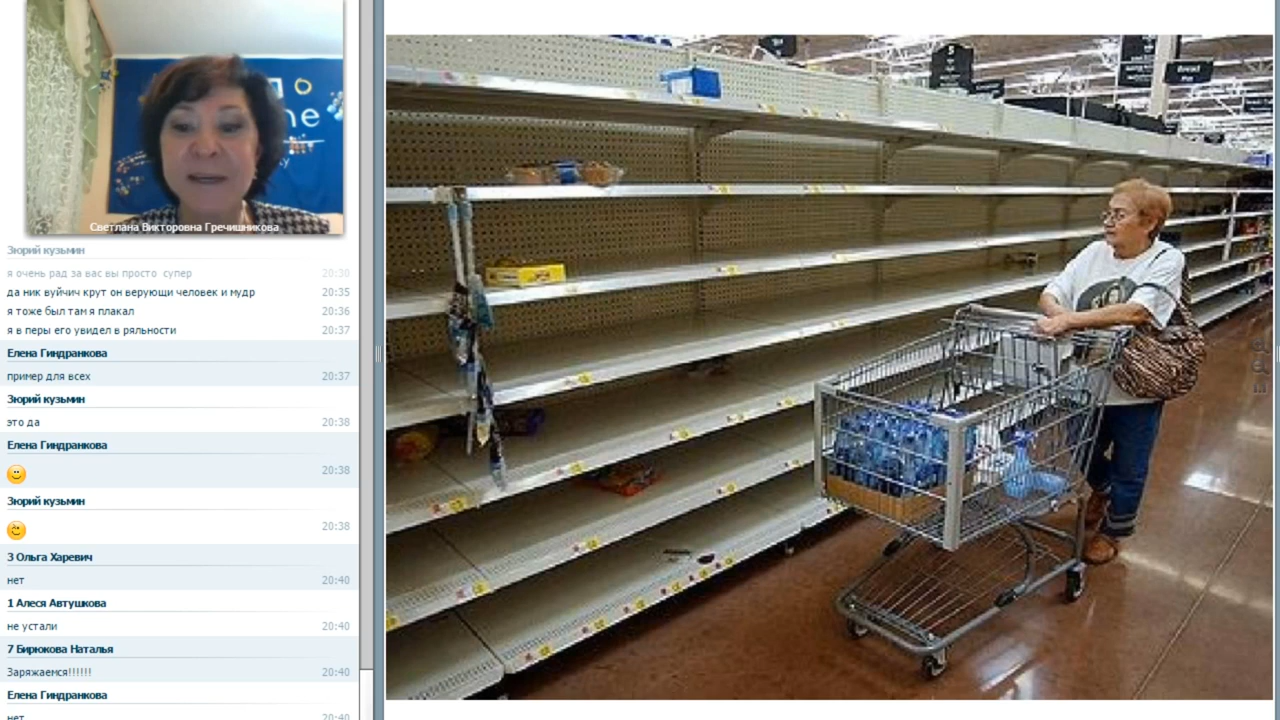 ne
Светлана Викторовна Гречишникова
Зюрий кузьмин
я очень рад за вас вы просто супер 20:30
да ник вуйчич крут он верующи человек и мудр 20:35
я тоже был там я плакал 20:36
я в перы его увидел в ряльности 20:37
Елена Гиндранкова
пример для всех 20:37
Зюрий кузьмин
это да 20:38
Елена Гиндранкова
20:38
Зюрий кузьмин
20:38
3 Ольга Харевич
нет 20:40
1 Алеся Автушкова
не устали 20:40
7 Бирюкова Наталья
Заряжаемся!!!!!! 20:40
Елена Гиндранкова
нет 20:40
5
Bread